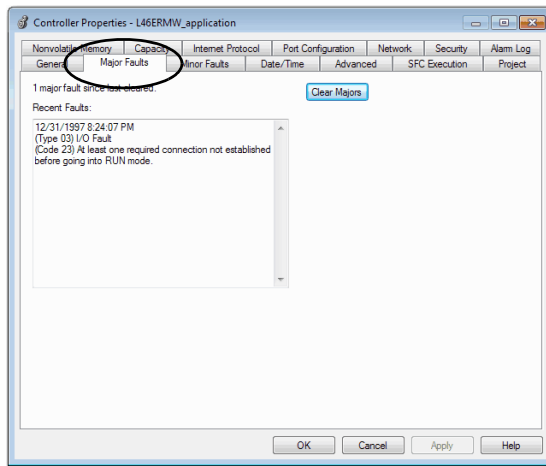 Controller Properties - L46ERMW_application
Nonvolatile Memory Capacity Internet Protocol Port Configuration Network Security Alarm Log
General Major Faults Minor Faults Date/Time Advanced SFC Execution Project
1 major fault since last cleared.
Clear Majors
Recent Faults:
12/31/1997 8:24:07 PM
(Type 03) I/O Fault
(Code 23) At least one required connection not established
before going into RUN mode.
OK Cancel Apply Help